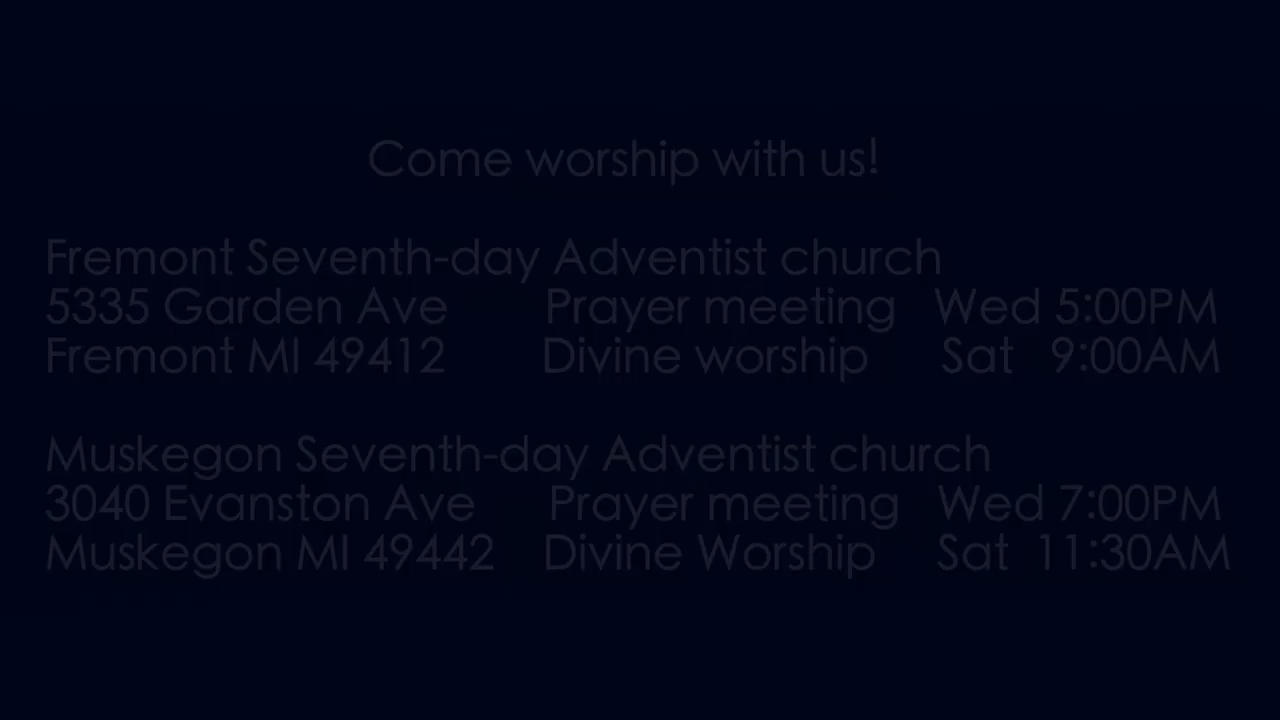 Come worship with us!
Fremont Seventh-day Adventist church
5335 Garden Ave Prayer meeting Wed 5:00PM
Fremont MI 49412 Divine worship Sat 9:00AM
Muskegon Seventh-day Adventist church
3040 Evanston Ave Prayer meeting Wed 7:00PM
Muskegon MI 49442 Divine Worship Sat 11:30AM